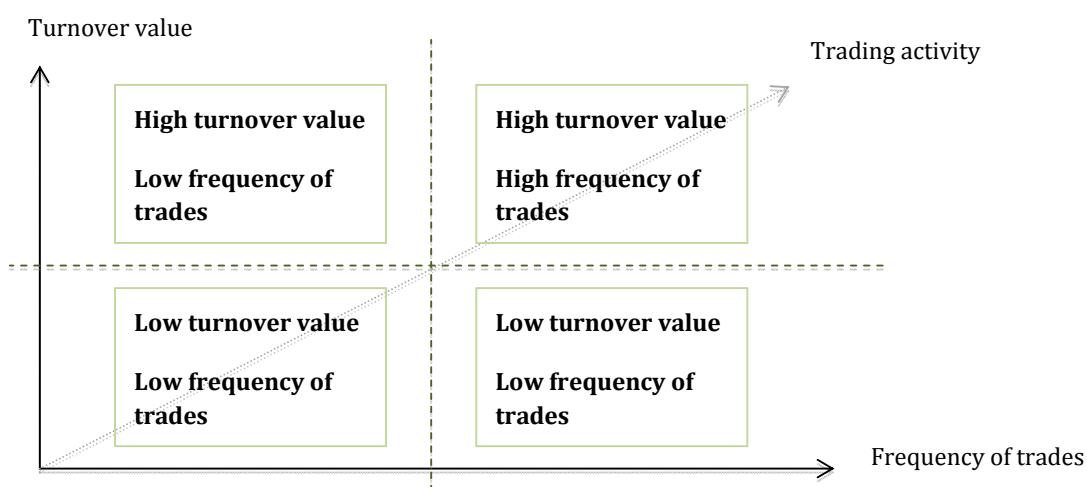 Turnover value
Trading activity
High turnover value
Low frequency of
trades
High turnover value
High frequency of
trades
Low turnover value
Low frequency of
trades
Low turnover value
Low frequency of
trades
Frequency of trades